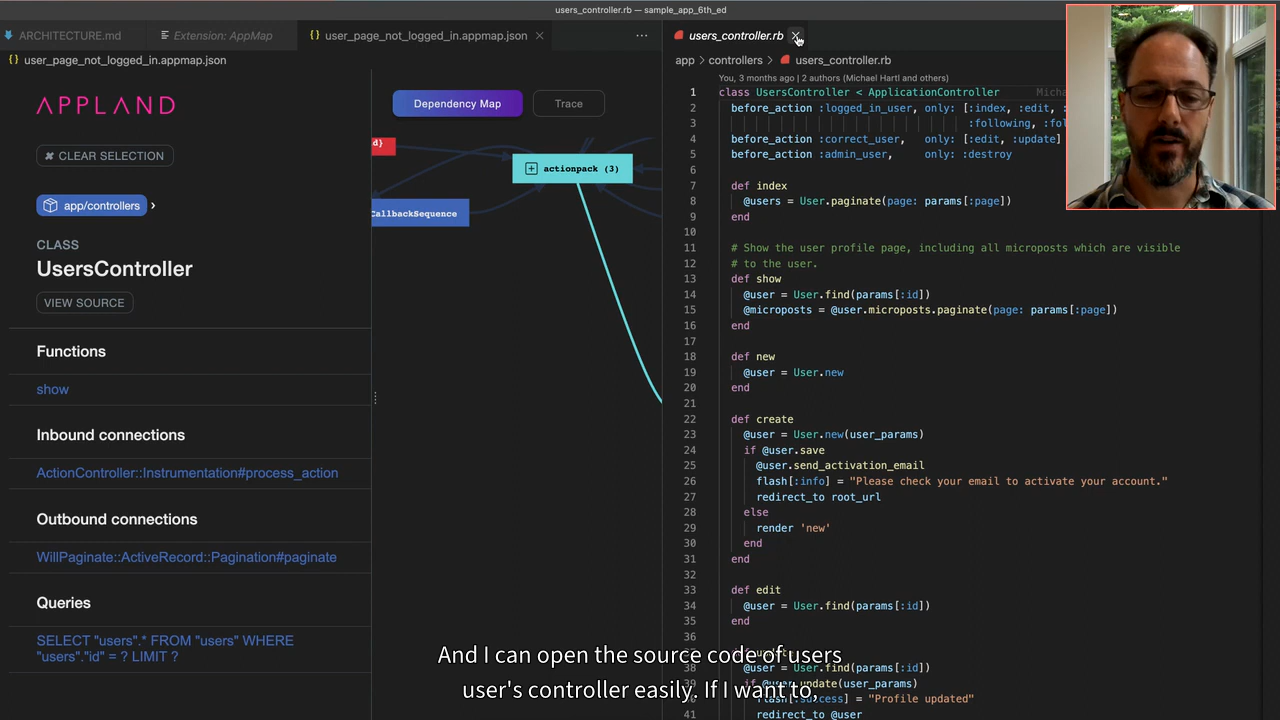 users_controller.rb — sample_app_6th_ed
ARCHITECTURE.md
Extension: AppMap
{} user_page_not_logged_in.appmap.json
{} user_page_not_logged_in.appmap.json
APPLAND
CLEAR SELECTION
app/controllers
CLASS
UsersController
VIEW SOURCE
Functions
show
Inbound connections
ActionController::Instrumentation#process_action
Outbound connections
WillPaginate::ActiveRecord::Pagination#paginate
Queries
SELECT "users".* FROM "users" WHERE
"users"."id" = ? LIMIT ?
Dependency Map
Trace
d}
actionpack (3)
CallbackSequence
users_controller.rb
app > controllers > users_controller.rb
You, 3 months ago | 2 authors (Michael Hartl and others)
1 class UsersController < ApplicationController Micha
2 before_action :logged_in_user, only: [:index, :edit,
3 :following, :fol
4 before_action :correct_user, only: [:edit, :update]
5 before_action :admin_user, only: :destroy
6
7 def index
8 @users = User.paginate(page: params[:page])
9 end
10
11 # Show the user profile page, including all microposts which are visible
12 # to the user.
13 def show
14 @user = User.find(params[:id])
15 @microposts = @user.microposts.paginate(page: params[:page])
16 end
17
18 def new
19 @user = User.new
20 end
21
22 def create
23 @user = User.new(user_params)
24 if @user.save
25 @user.send_activation_email
26 flash[:info] = "Please check your email to activate your account."
27 redirect_to root_url
28 else
29 render 'new'
30 end
31 end
32
33 def edit
34 @user = User.find(params[:id])
35 end
36
37
38 @user = User.find(params[:id])
39 if @user.update(user_params)
40 flash[:success] = "Profile updated"
41 redirect_to @user
And I can open the source code of users
user's controller easily. If I want to,